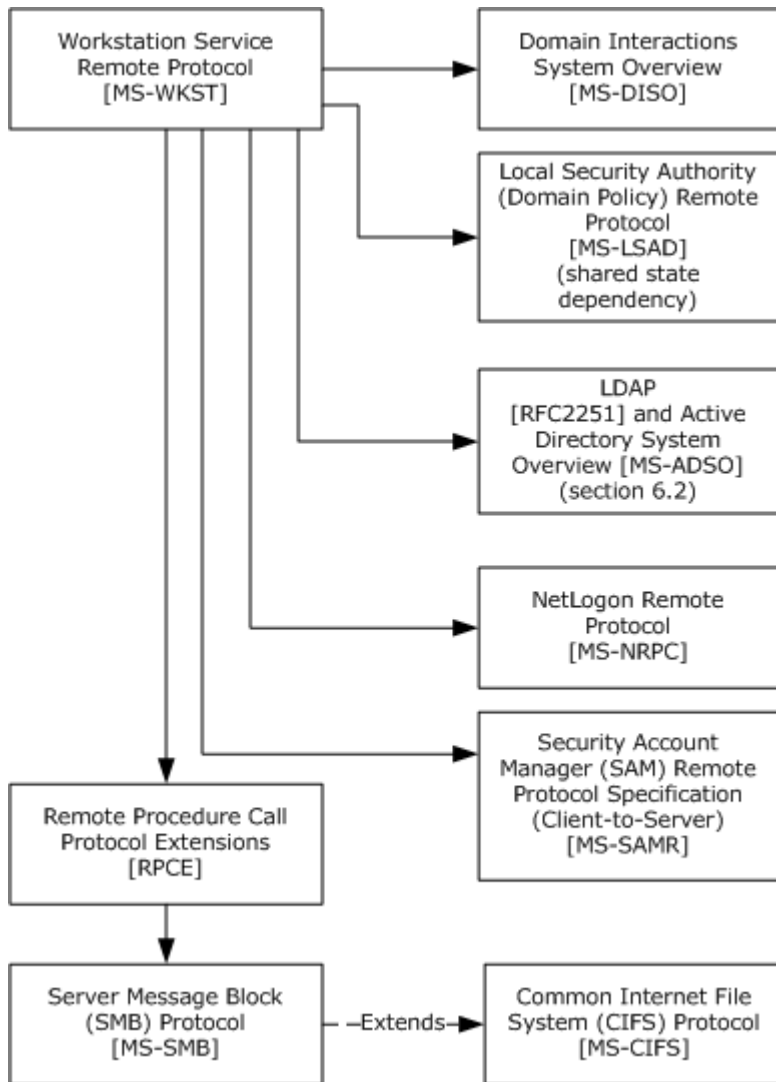 Workstation Service
Remote Protocol
[MS-WKST]
Domain Interactions
System Overview
[MS-DISO]
Local Security Authority
(Domain Policy) Remote
Protocol
[MS-LSAD]
(shared state
dependency)
LDAP
[RFC2251] and Active
Directory System
Overview [MS-ADSO]
(section 6.2)
NetLogon Remote
Protocol
[MS-NRPC]
Security Account
Manager (SAM) Remote
Protocol Specification
(Client-to-Server)
[MS-SAMR]
Remote Procedure Call
Protocol Extensions
[RPCE]
Server Message Block
(SMB) Protocol
[MS-SMB]
Extends
Common Internet File
System (CIFS) Protocol
[MS-CIFS]